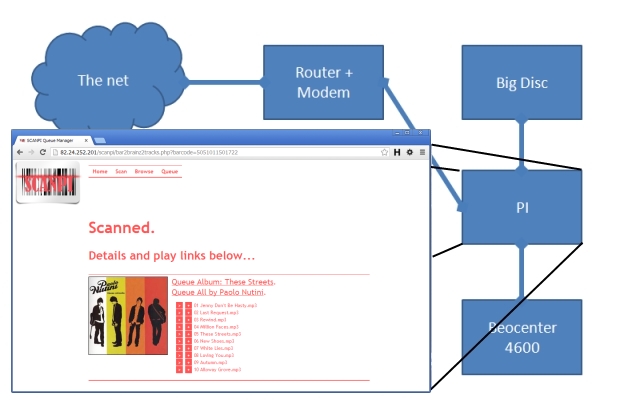 The net
Router +
Modem
Big Disc
PI
Beocenter
4600
SCANPI Queue Manager
82.24.252.201/scanpi/bar2brainz2tracks.php?barcode=5051011501722
SCANPI
Home Scan Browse Queue
Scanned.
Details and play links below...
Paolo
Nutini
Queue Album: These Streets.
Queue All by Paolo Nutini.
01 Jenny Don't Be Hasty.mp3
02 Last Request.mp3
03 Rewind.mp3
04 Million Faces.mp3
05 These Streets.mp3
06 New Shoes.mp3
07 White Lies.mp3
08 Loving You.mp3
09 Autumn.mp3
10 Alloway Grove.mp3